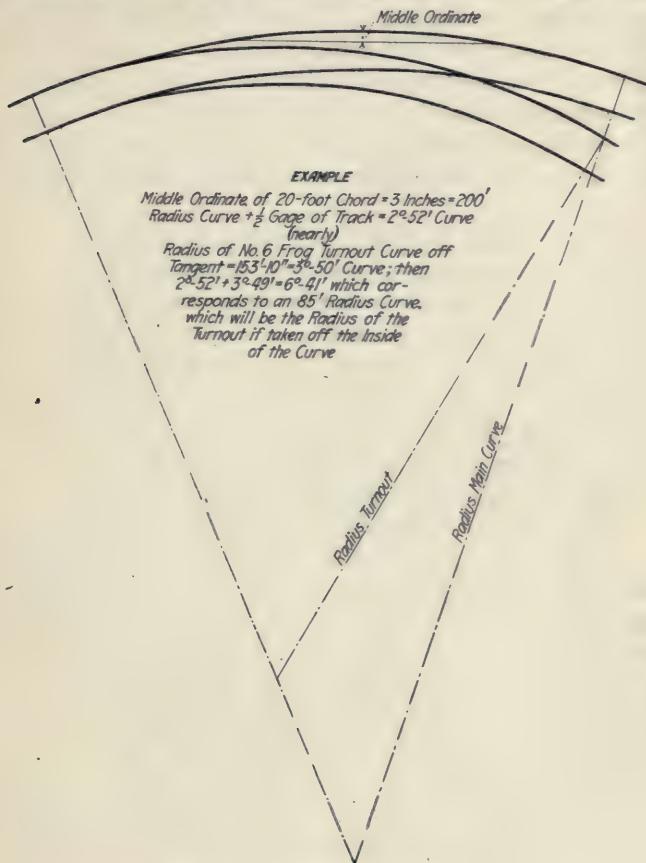 Middle Ordinate
EXAMPLE
Middle Ordinate of 20-foot Chord = 3 Inches = 200'
Radius Curve + ½ Gage of Track = 2°-52' Curve
(nearly)
Radius of No. 6 Frog Turnout Curve off
Tangent = 153'-10" = 3°-50' Curve; then
2°-52' + 3°-49' = 6°-41' which cor-
responds to an 85' Radius Curve,
which will be the Radius of the
Turnout if taken off the Inside
of the Curve
Radius Turnout
Radius Main Curve